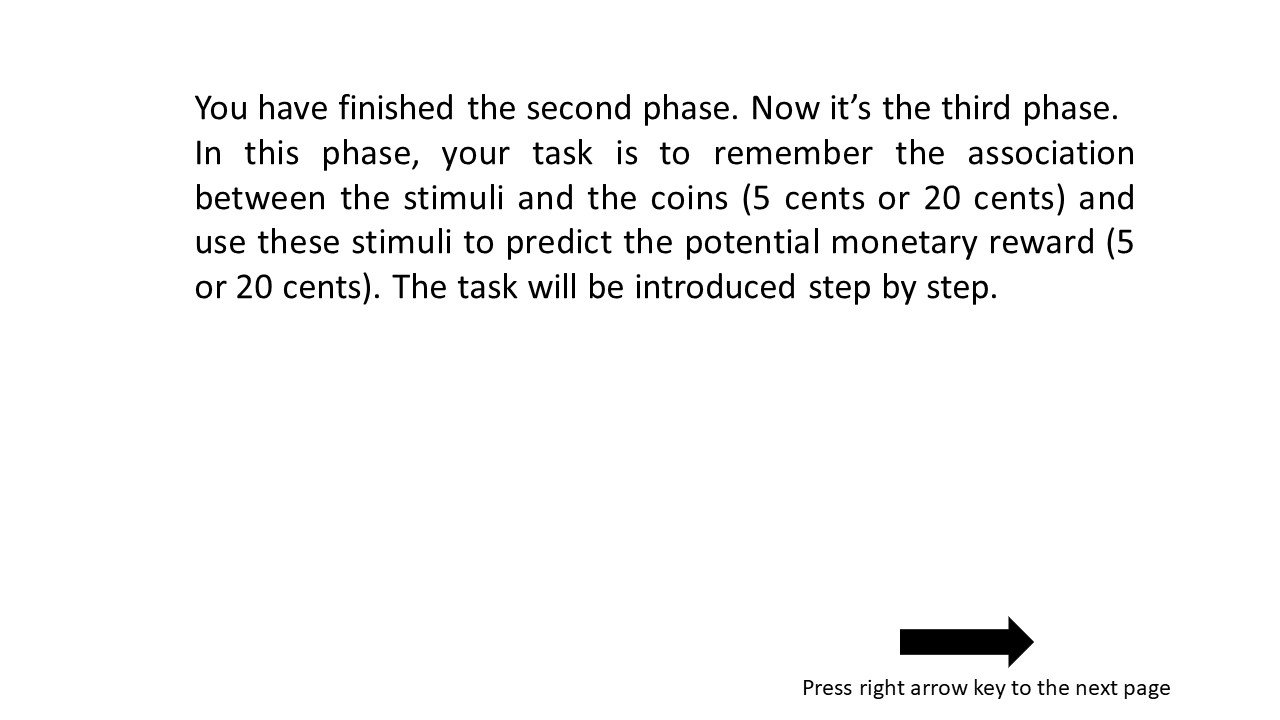 You have finished the second phase. Now it’s the third phase.
In this phase, your task is to remember the association
between the stimuli and the coins (5 cents or 20 cents) and
use these stimuli to predict the potential monetary reward (5
or 20 cents). The task will be introduced step by step.
Press right arrow key to the next page